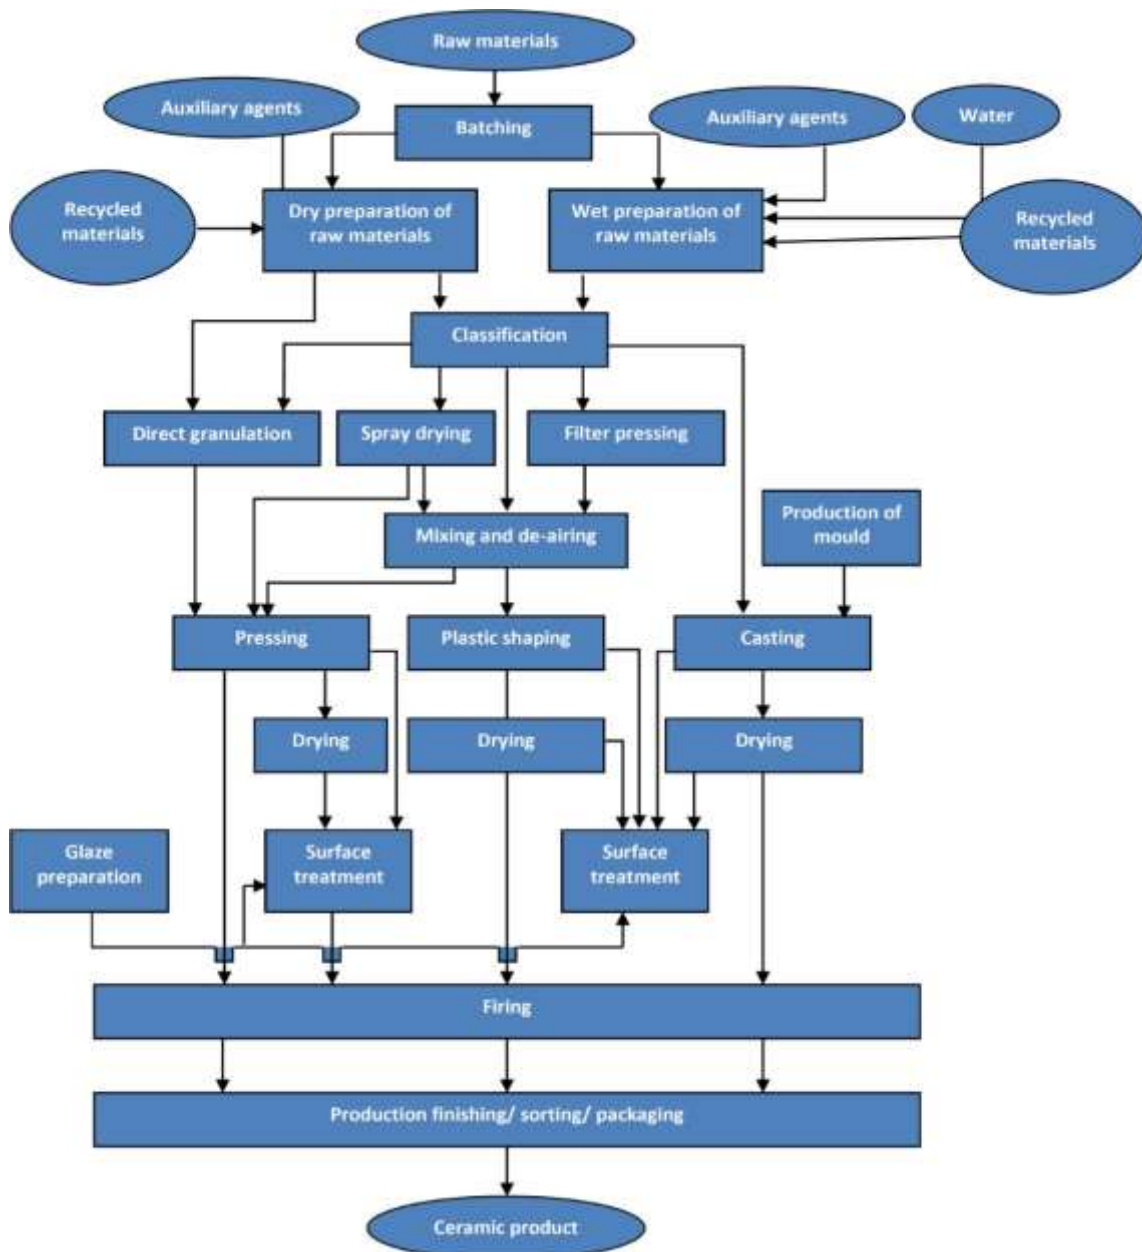 Raw materials
Auxiliary agents
Batching
Auxiliary agents
Water
Recycled
materials
Dry preparation of
raw materials
Wet preparation of
raw materials
Recycled
materials
Classification
Direct granulation
Spray drying
Filter pressing
Production of
mould
Mixing and de-airing
Pressing
Plastic shaping
Casting
Drying
Drying
Drying
Glaze
preparation
Surface
treatment
Surface
treatment
Firing
Production finishing/ sorting/ packaging
Ceramic product